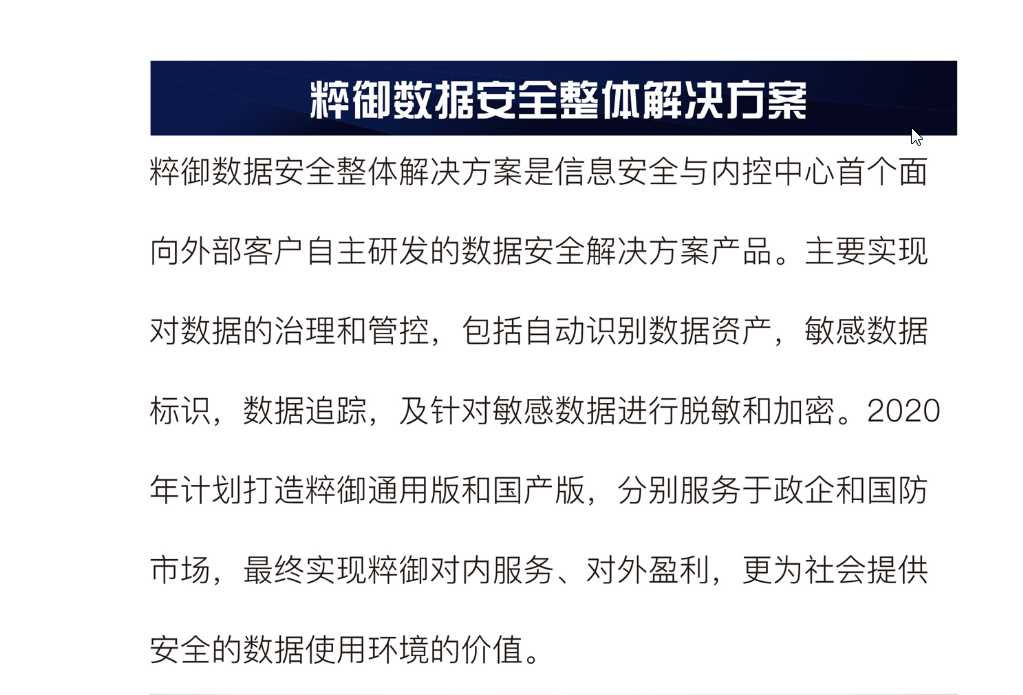 粹御数据安全整体解决方案
粹御数据安全整体解决方案是信息安全与内控中心首个面
向外部客户自主研发的数据安全解决方案产品。主要实现
对数据的治理和管控，包括自动识别数据资产，敏感数据
标识，数据追踪，及针对敏感数据进行脱敏和加密。2020
年计划打造粹御通用版和国产版，分别服务于政企和国防
市场，最终实现粹御对内服务、对外盈利，更为社会提供
安全的数据使用环境的价值。